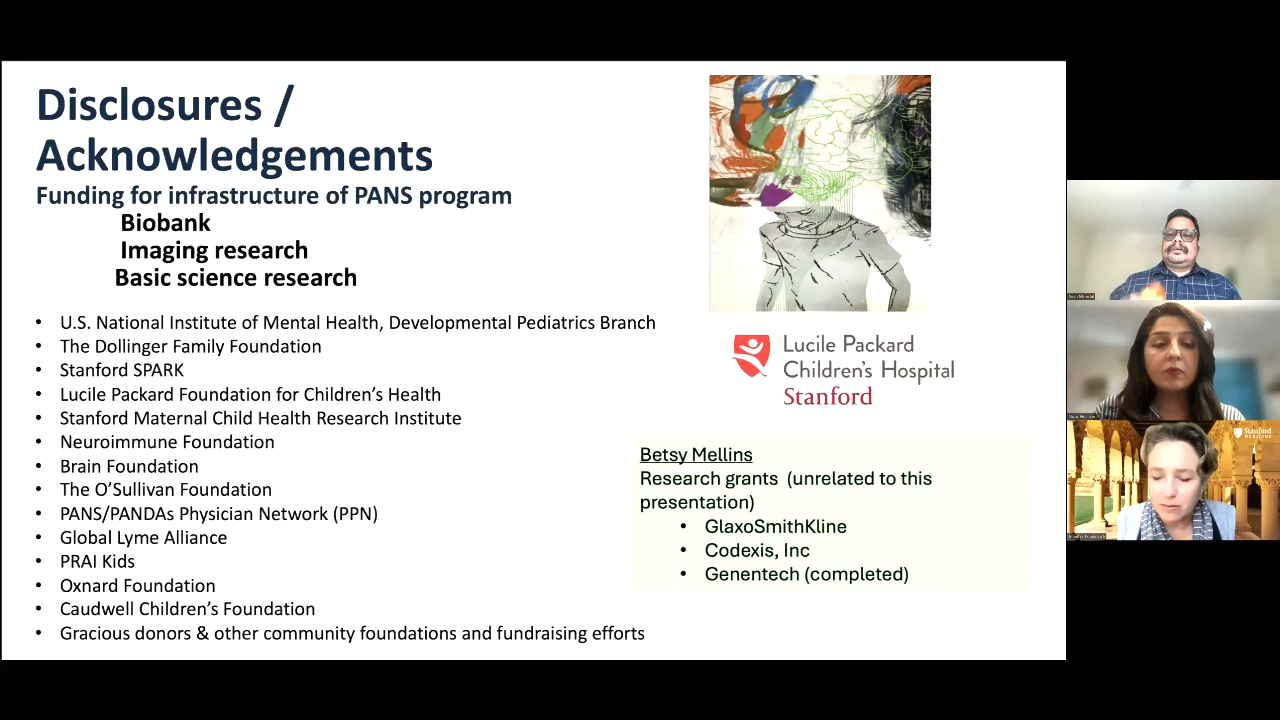 Disclosures /
Acknowledgements
Funding for infrastructure of PANS program
Biobank
Imaging research
Basic science research
• U.S. National Institute of Mental Health, Developmental Pediatrics Branch
• The Dollinger Family Foundation
• Stanford SPARK
• Lucile Packard Foundation for Children’s Health
• Stanford Maternal Child Health Research Institute
• Neuroimmune Foundation
• Brain Foundation
• The O’Sullivan Foundation
• PANS/PANDAs Physician Network (PPN)
• Global Lyme Alliance
• PRAI Kids
• Oxnard Foundation
• Caudwell Children’s Foundation
• Gracious donors & other community foundations and fundraising efforts
Lucile Packard
Children’s Hospital
Stanford
Betsy Mellins
Research grants (unrelated to this
presentation)
• GlaxoSmithKline
• Codexis, Inc
• Genentech (completed)
Stanford
MEDICINE